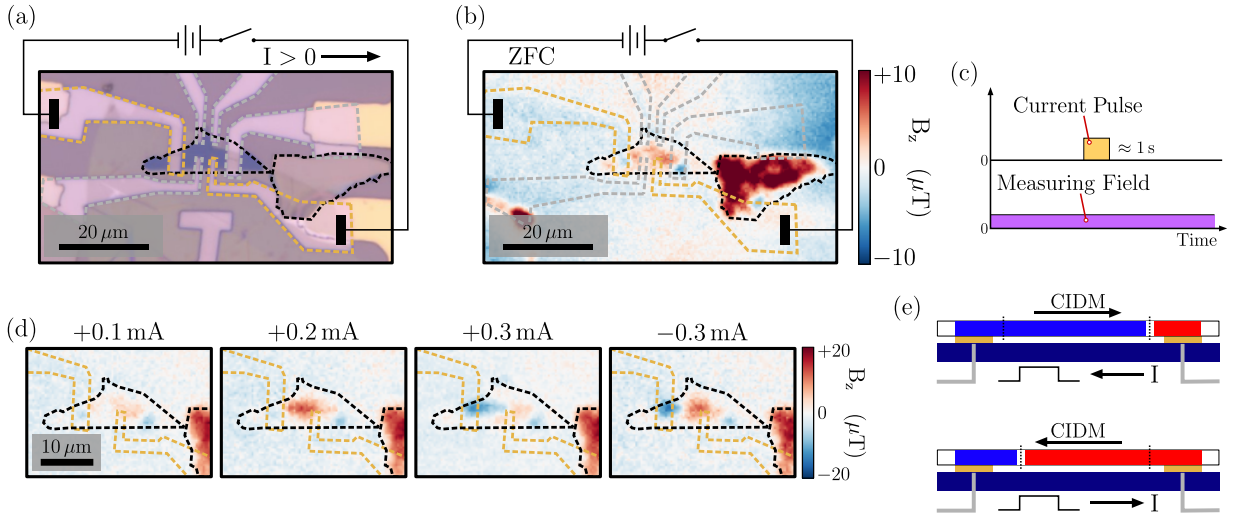 (a)
I > 0
20 μm
(b)
ZFC
20 μm
+10
0
−10
B_z (μT)
(c)
Current Pulse
≈ 1 s
0
Measuring Field
0
Time
(d)
+0.1 mA
+0.2 mA
+0.3 mA
−0.3 mA
10 μm
+20
0
−20
B_z (μT)
(e)
CIDM
I
CIDM
I